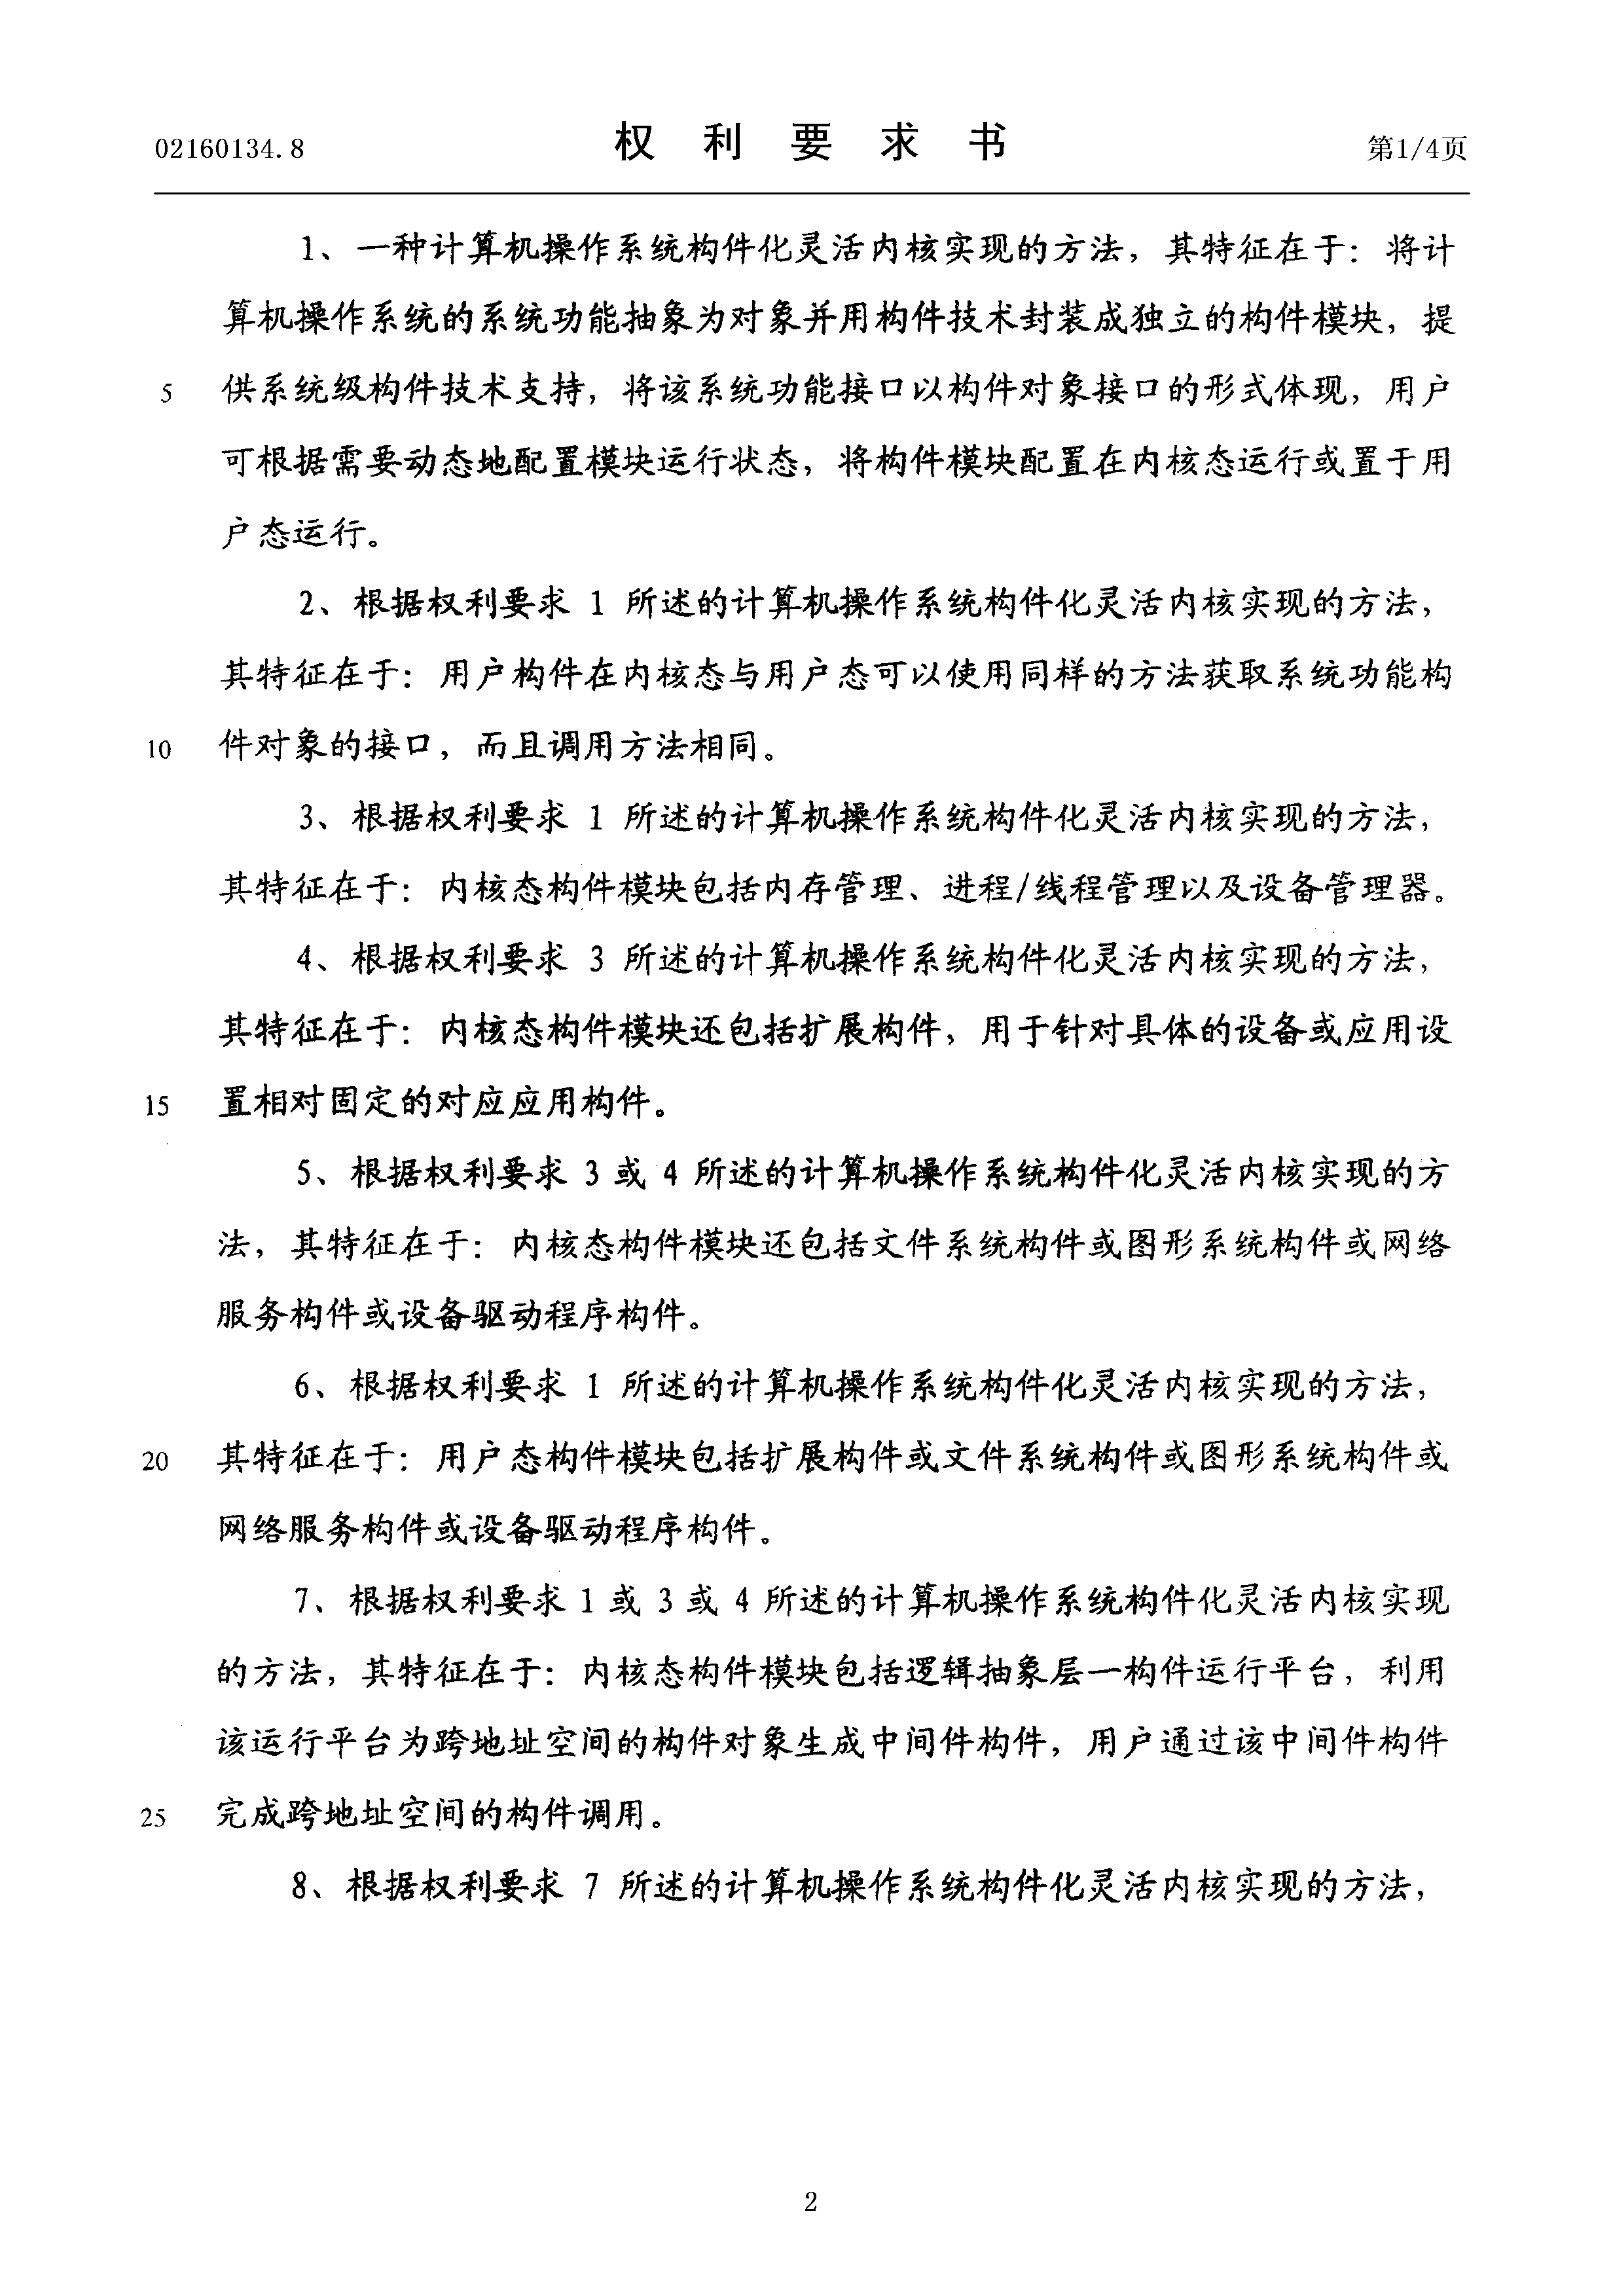 02160134.8
权利要求书
第1/4页
1、一种计算机操作系统构件化灵活内核实现的方法，其特征在于：将计
算机操作系统的系统功能抽象为对象并用构件技术封装成独立的构件模块，提
5 供系统级构件技术支持，将该系统功能接口以构件对象接口的形式体现，用户
可根据需要动态地配置模块运行状态，将构件模块配置在内核态运行或置于用
户态运行。
2、根据权利要求 1 所述的计算机操作系统构件化灵活内核实现的方法，
其特征在于：用户构件在内核态与用户态可以使用同样的方法获取系统功能构
10 件对象的接口，而且调用方法相同。
3、根据权利要求 1 所述的计算机操作系统构件化灵活内核实现的方法，
其特征在于：内核态构件模块包括内存管理、进程/线程管理以及设备管理器。
4、根据权利要求 3 所述的计算机操作系统构件化灵活内核实现的方法，
其特征在于：内核态构件模块还包括扩展构件，用于针对具体的设备或应用设
15 置相对固定的对应应用构件。
5、根据权利要求 3 或 4 所述的计算机操作系统构件化灵活内核实现的方
法，其特征在于：内核态构件模块还包括文件系统构件或图形系统构件或网络
服务构件或设备驱动程序构件。
6、根据权利要求 1 所述的计算机操作系统构件化灵活内核实现的方法，
20 其特征在于：用户态构件模块包括扩展构件或文件系统构件或图形系统构件或
网络服务构件或设备驱动程序构件。
7、根据权利要求 1 或 3 或 4 所述的计算机操作系统构件化灵活内核实现
的方法，其特征在于：内核态构件模块包括逻辑抽象层一构件运行平台，利用
该运行平台为跨地址空间的构件对象生成中间件构件，用户通过该中间件构件
25 完成跨地址空间的构件调用。
8、根据权利要求 7 所述的计算机操作系统构件化灵活内核实现的方法，
2